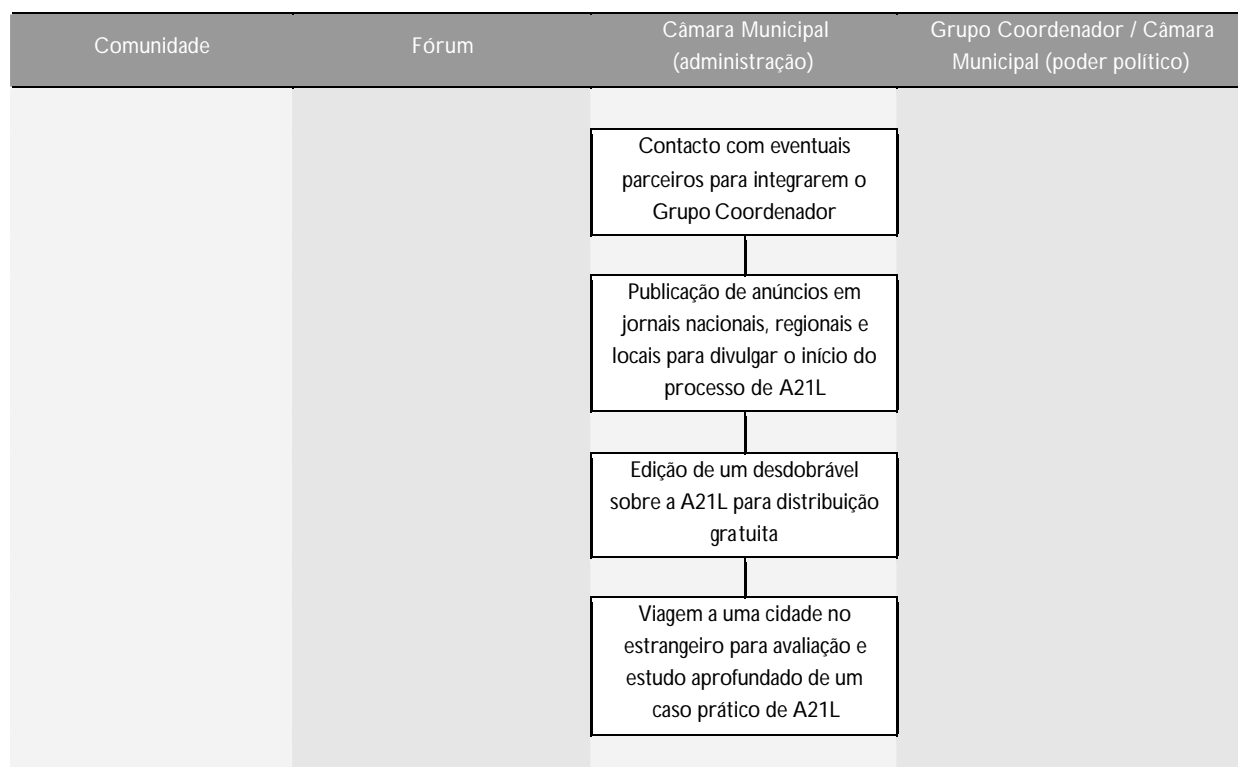 Comunidade
Fórum
Câmara Municipal
(administração)
Grupo Coordenador / Câmara
Municipal (poder político)
Contacto com eventuais
parceiros para integrarem o
Grupo Coordenador
Publicação de anúncios em
jornais nacionais, regionais e
locais para divulgar o início do
processo de A21L
Edição de um desdobrável
sobre a A21L para distribuição
gratuita
Viagem a uma cidade no
estrangeiro para avaliação e
estudo aprofundado de um
caso prático de A21L